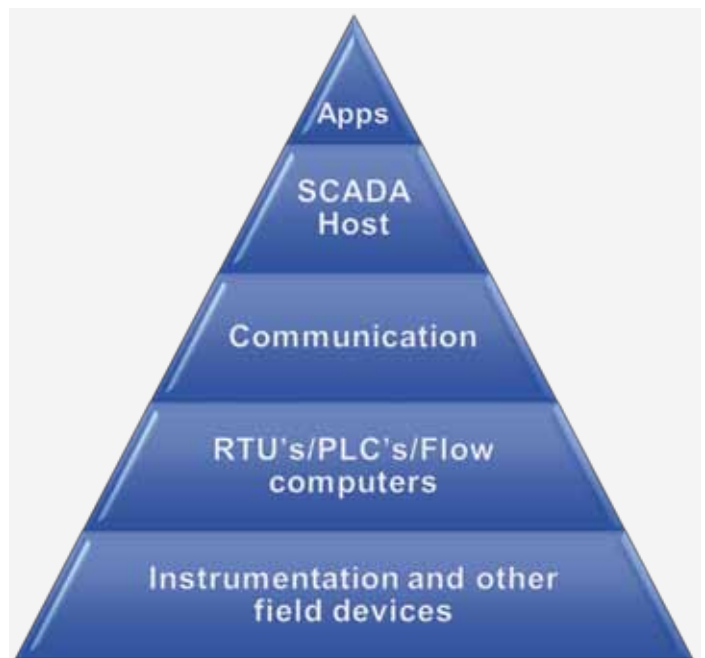 Apps
SCADA
Host
Communication
RTU's/PLC's/Flow
computers
Instrumentation and other
field devices